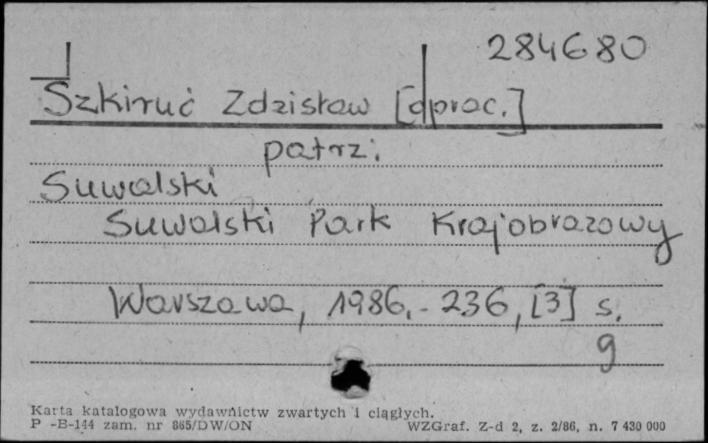 284680
Szkiruć Zdzisław [oprac.]
patrz:
Suwalski
Suwalski Park Krajobrazowy
Warszawa, 1986.- 236, [3] s.
g
Karta katalogowa wydawnictw zwartych i ciągłych.
P -B-144 zam. nr 865/DW/ON WZGraf. Z-d 2, z. 2/86, n. 7 430 000